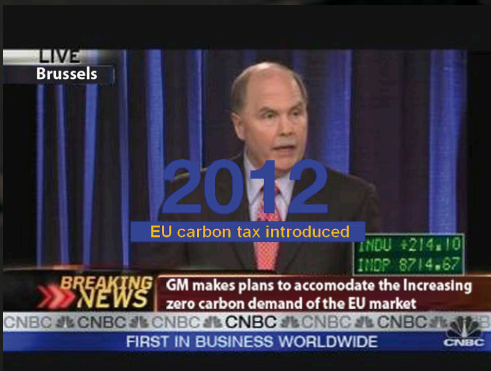 LIVE
Brussels
2012
EU carbon tax introduced
INDU +214.10
INDP 8714.67
BREAKING
NEWS
GM makes plans to accomodate the Increasing
zero carbon demand of the EU market
CNBC CNBC CNBC CNBC CNBC CNBC CNBC
FIRST IN BUSINESS WORLDWIDE
CNBC